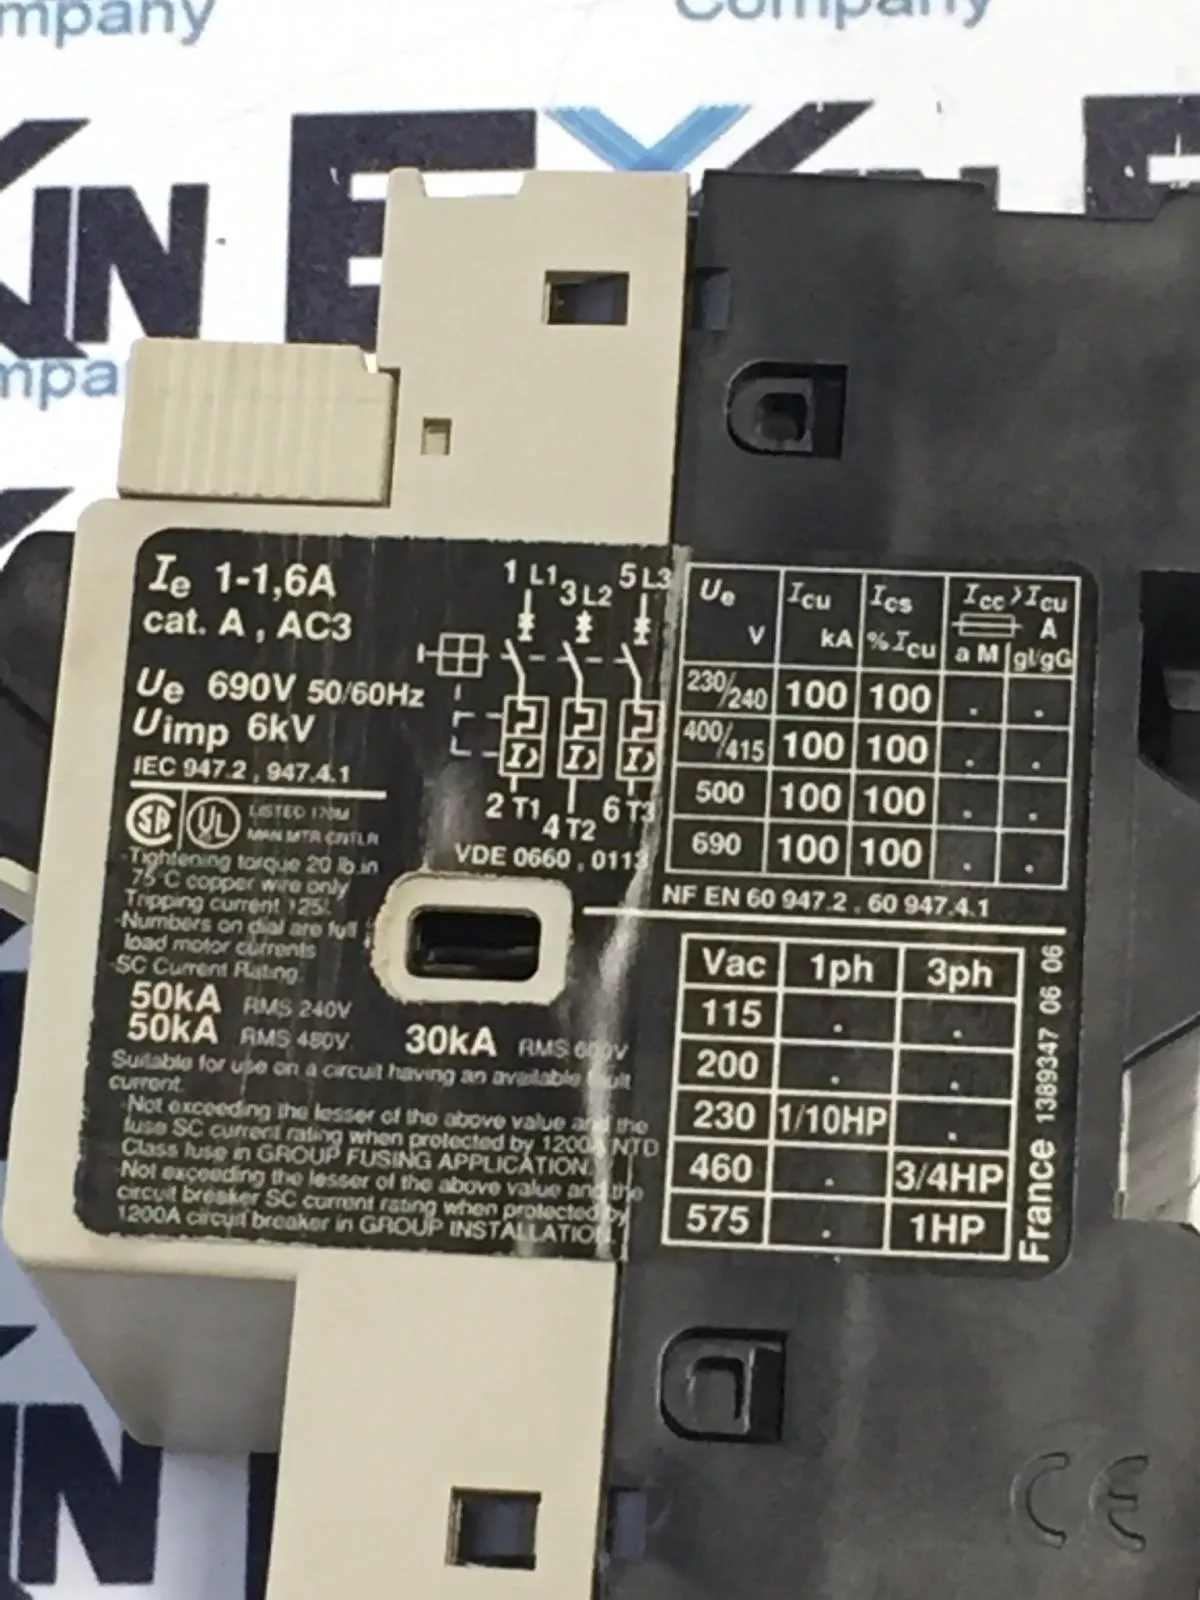 mpany
Company
IN
E
mpa
Ie 1-1,6A
cat. A , AC3
Ue 690V 50/60Hz
Uimp 6kV
IEC 947.2 , 947.4.1
SA UL LISTED 170M
MAN.MTR CNTLR
-Tightening torque 20 lb.in
75°C copper wire only
Tripping current 125%
-Numbers on dial are full
load motor currents
-SC Current Rating.
50kA RMS 240V
50kA RMS 480V. 30kA RMS 600V
Suitable for use on a circuit having an available fault
current.
-Not exceeding the lesser of the above value and the
fuse SC current rating when protected by 1200A NTD
Class fuse in GROUP FUSING APPLICATION.
-Not exceeding the lesser of the above value and the
circuit breaker SC current rating when protected by
1200A circuit breaker in GROUP INSTALLATION.
1 L1 3 L2 5 L3
I> I> I>
2 T1 4 T2 6 T3
VDE 0660 , 0113
Ue Icu Ics Icc > Icu
V kA % Icu A
a M gl/gG
230/240 100 100 . .
400/415 100 100 . .
500 100 100 . .
690 100 100 . .
NF EN 60 947.2 , 60 947.4.1
Vac 1ph 3ph
115 . .
200 . .
230 1/10HP .
460 . 3/4HP
575 . 1HP
France 1389347 06 06
CE
IN